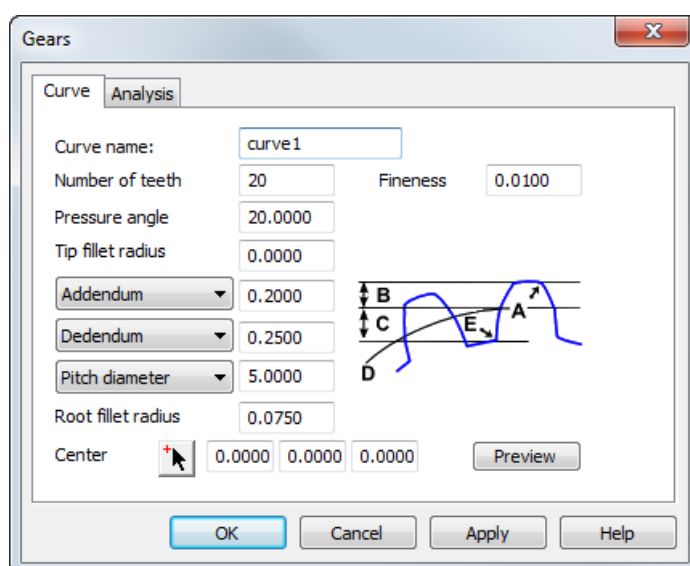 Gears
Curve Analysis
Curve name: curve1
Number of teeth 20 Fineness 0.0100
Pressure angle 20.0000
Tip fillet radius 0.0000
Addendum 0.2000
Dedendum 0.2500
Pitch diameter 5.0000
B
C
E
A
D
Root fillet radius 0.0750
Center 0.0000 0.0000 0.0000 Preview
OK Cancel Apply Help